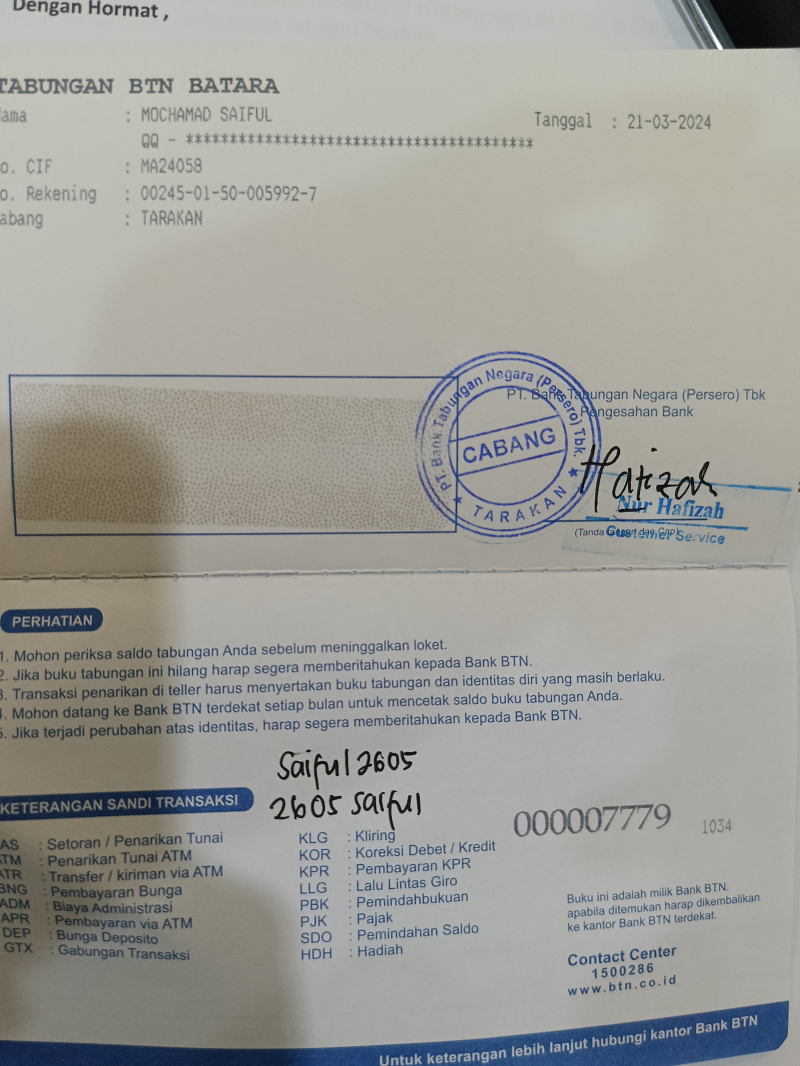 Dengan Hormat ,
TABUNGAN BTN BATARA
Nama : MOCHAMAD SAIFUL
Tanggal : 21-03-2024
QQ - ****************************************
No. CIF : MA24058
No. Rekening : 00245-01-50-005992-7
Cabang : TARAKAN
PT. Bank Tabungan Negara (Persero) Tbk
Pengesahan Bank
PT. Bank Tabungan Negara (Persero) Tbk.
CABANG
TARAKAN
Hafizah
Nur Hafizah
Customer Service
(Tanda
PERHATIAN
1. Mohon periksa saldo tabungan Anda sebelum meninggalkan loket.
2. Jika buku tabungan ini hilang harap segera memberitahukan kepada Bank BTN.
3. Transaksi penarikan di teller harus menyertakan buku tabungan dan identitas diri yang masih berlaku.
4. Mohon datang ke Bank BTN terdekat setiap bulan untuk mencetak saldo buku tabungan Anda.
5. Jika terjadi perubahan atas identitas, harap segera memberitahukan kepada Bank BTN.
Saiful 2605
2605 saiful
KETERANGAN SANDI TRANSAKSI
AS : Setoran / Penarikan Tunai
ATM : Penarikan Tunai ATM
ATR : Transfer / kiriman via ATM
BNG : Pembayaran Bunga
ADM : Biaya Administrasi
APR : Pembayaran via ATM
DEP : Bunga Deposito
GTX : Gabungan Transaksi
KLG : Kliring
KOR : Koreksi Debet / Kredit
KPR : Pembayaran KPR
LLG : Lalu Lintas Giro
PBK : Pemindahbukuan
PJK : Pajak
SDO : Pemindahan Saldo
HDH : Hadiah
000007779
1034
Buku ini adalah milik Bank BTN.
apabila ditemukan harap dikembalikan
ke kantor Bank BTN terdekat.
Contact Center
1500286
www.btn.co.id
Untuk keterangan lebih lanjut hubungi kantor Bank BTN